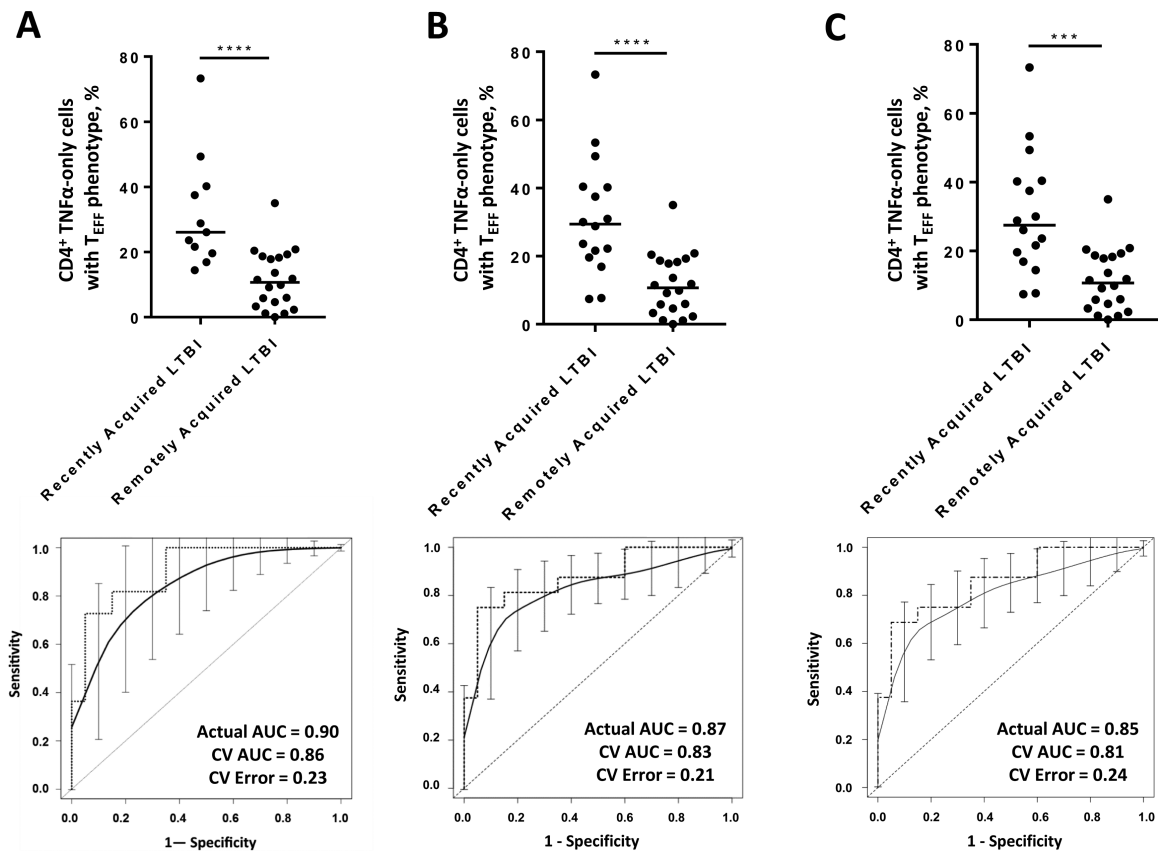 A
CD4⁺ TNFα-only cells
with T_EFF phenotype, %
80
60
40
20
0
****
Recently Acquired LTBI
Remotely Acquired LTBI
B
CD4⁺ TNFα-only cells
with T_EFF phenotype, %
80
60
40
20
0
****
Recently Acquired LTBI
Remotely Acquired LTBI
C
CD4⁺ TNFα-only cells
with T_EFF phenotype, %
80
60
40
20
0
***
Recently Acquired LTBI
Remotely Acquired LTBI
Sensitivity
1.0
0.8
0.6
0.4
0.2
0.0
Actual AUC = 0.90
CV AUC = 0.86
CV Error = 0.23
0.0 0.2 0.4 0.6 0.8 1.0
1— Specificity
Sensitivity
1.0
0.8
0.6
0.4
0.2
0.0
Actual AUC = 0.87
CV AUC = 0.83
CV Error = 0.21
0.0 0.2 0.4 0.6 0.8 1.0
1 - Specificity
Sensitivity
1.0
0.8
0.6
0.4
0.2
0.0
Actual AUC = 0.85
CV AUC = 0.81
CV Error = 0.24
0.0 0.2 0.4 0.6 0.8 1.0
1 - Specificity